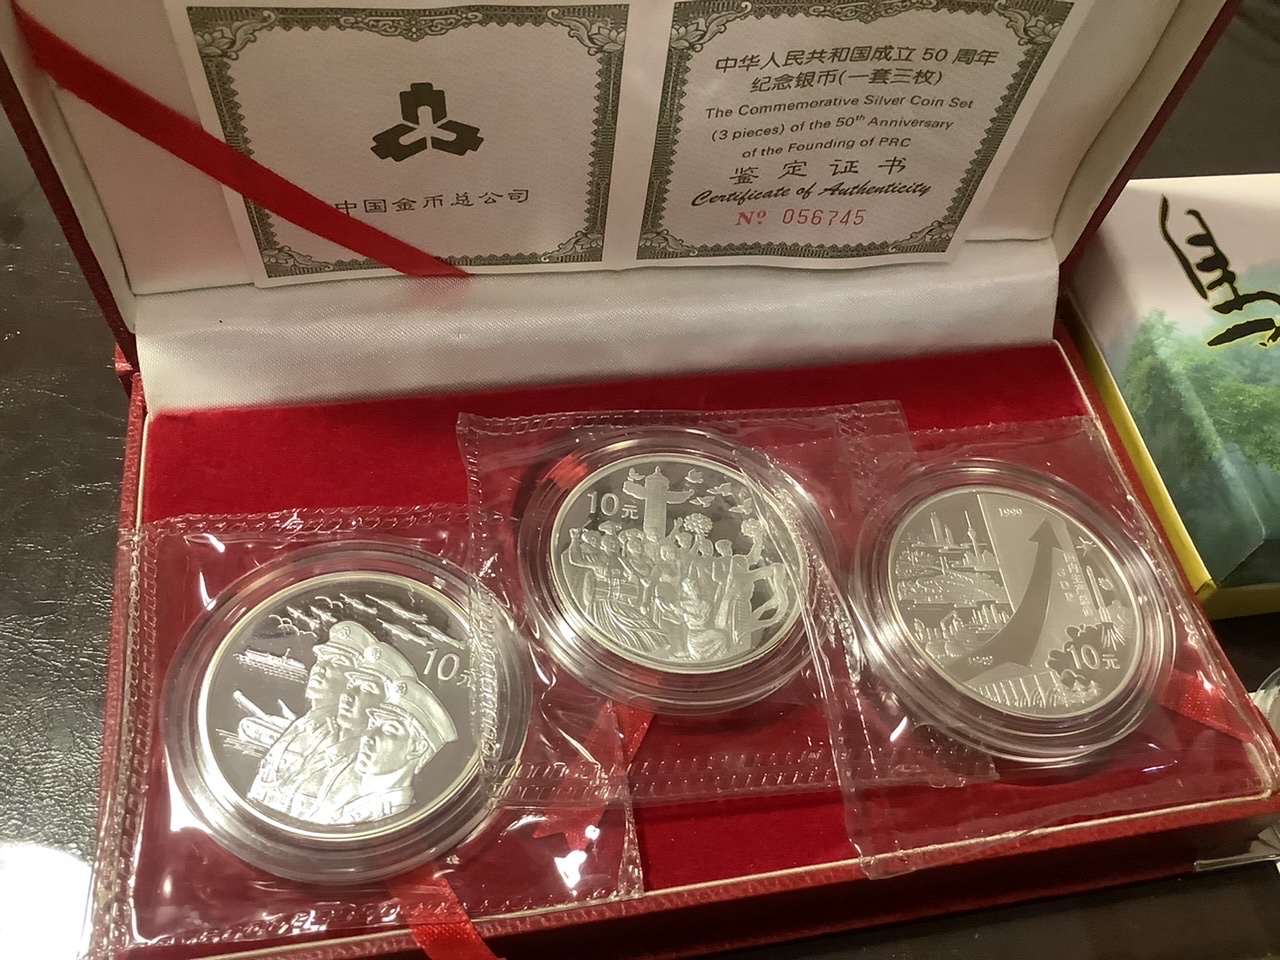 中国金币总公司
中华人民共和国成立50周年
纪念银币(一套三枚)
The Commemorative Silver Coin Set
(3 pieces) of the 50th Anniversary
of the Founding of PRC
鉴定证书
Certificate of Authenticity
Nº 056745
10元
10元
1999
1949
10元